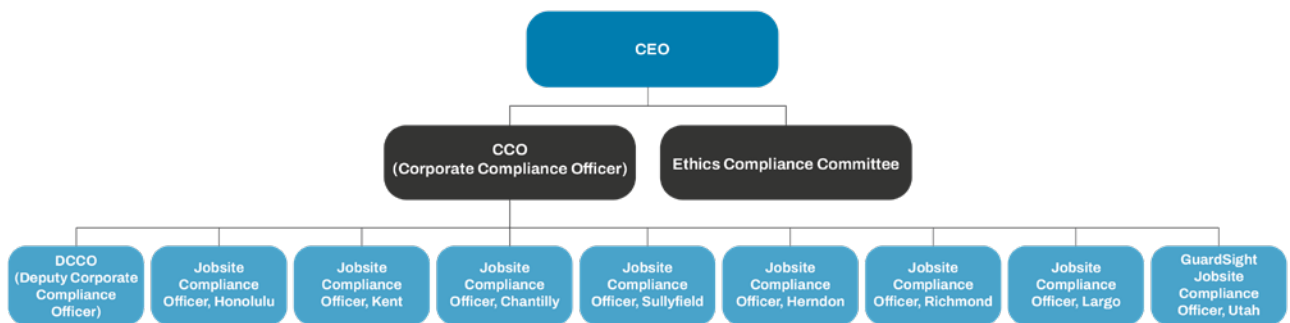 CEO
CCO
(Corporate Compliance Officer)
Ethics Compliance Committee
DCCO
(Deputy Corporate
Compliance
Officer)
Jobsite
Compliance
Officer, Honolulu
Jobsite
Compliance
Officer, Kent
Jobsite
Compliance
Officer, Chantilly
Jobsite
Compliance
Officer, Sullyfield
Jobsite
Compliance
Officer, Herndon
Jobsite
Compliance
Officer, Richmond
Jobsite
Compliance
Officer, Largo
GuardSight
Jobsite
Compliance
Officer, Utah